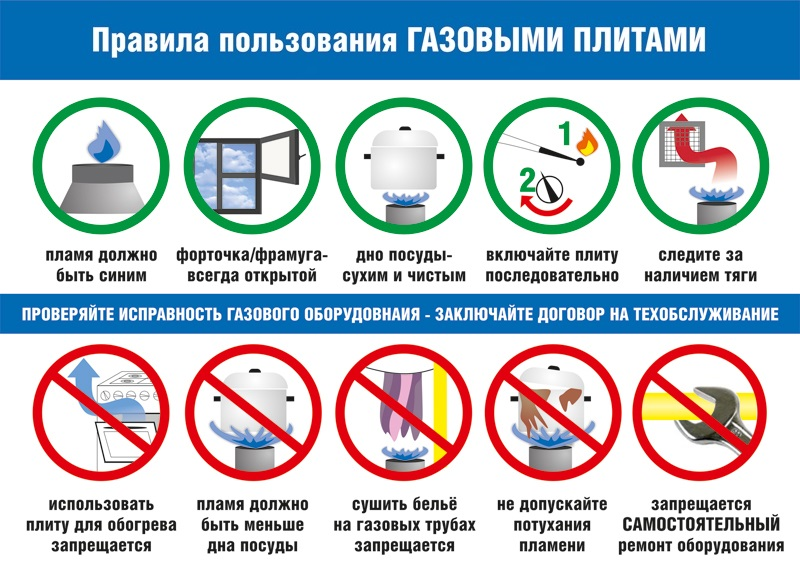 Правила пользования ГАЗОВЫМИ ПЛИТАМИ
1
2
пламя должно
быть синим
форточка/фрамуга-
всегда открытой
дно посуды-
сухим и чистым
включайте плиту
последовательно
следите за
наличием тяги
ПРОВЕРЯЙТЕ ИСПРАВНОСТЬ ГАЗОВОГО ОБОРУДОВНАИЯ - ЗАКЛЮЧАЙТЕ ДОГОВОР НА ТЕХОБСЛУЖИВАНИЕ
использовать
плиту для обогрева
запрещается
пламя должно
быть меньше
дна посуды
сушить бельё
на газовых трубах
запрещается
не допускайте
потухания
пламени
запрещается
САМОСТОЯТЕЛЬНЫЙ
ремонт оборудования